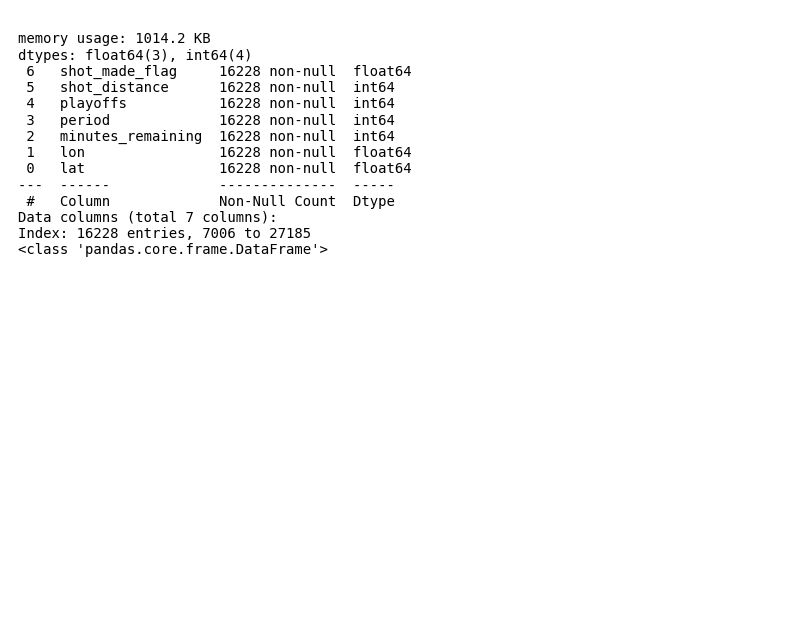 memory usage: 1014.2 KB
dtypes: float64(3), int64(4)
 6   shot_made_flag     16228 non-null  float64
 5   shot_distance      16228 non-null  int64
 4   playoffs           16228 non-null  int64
 3   period             16228 non-null  int64
 2   minutes_remaining  16228 non-null  int64
 1   lon                16228 non-null  float64
 0   lat                16228 non-null  float64
---  ------             --------------  -----
 #   Column             Non-Null Count  Dtype
Data columns (total 7 columns):
Index: 16228 entries, 7006 to 27185
<class 'pandas.core.frame.DataFrame'>